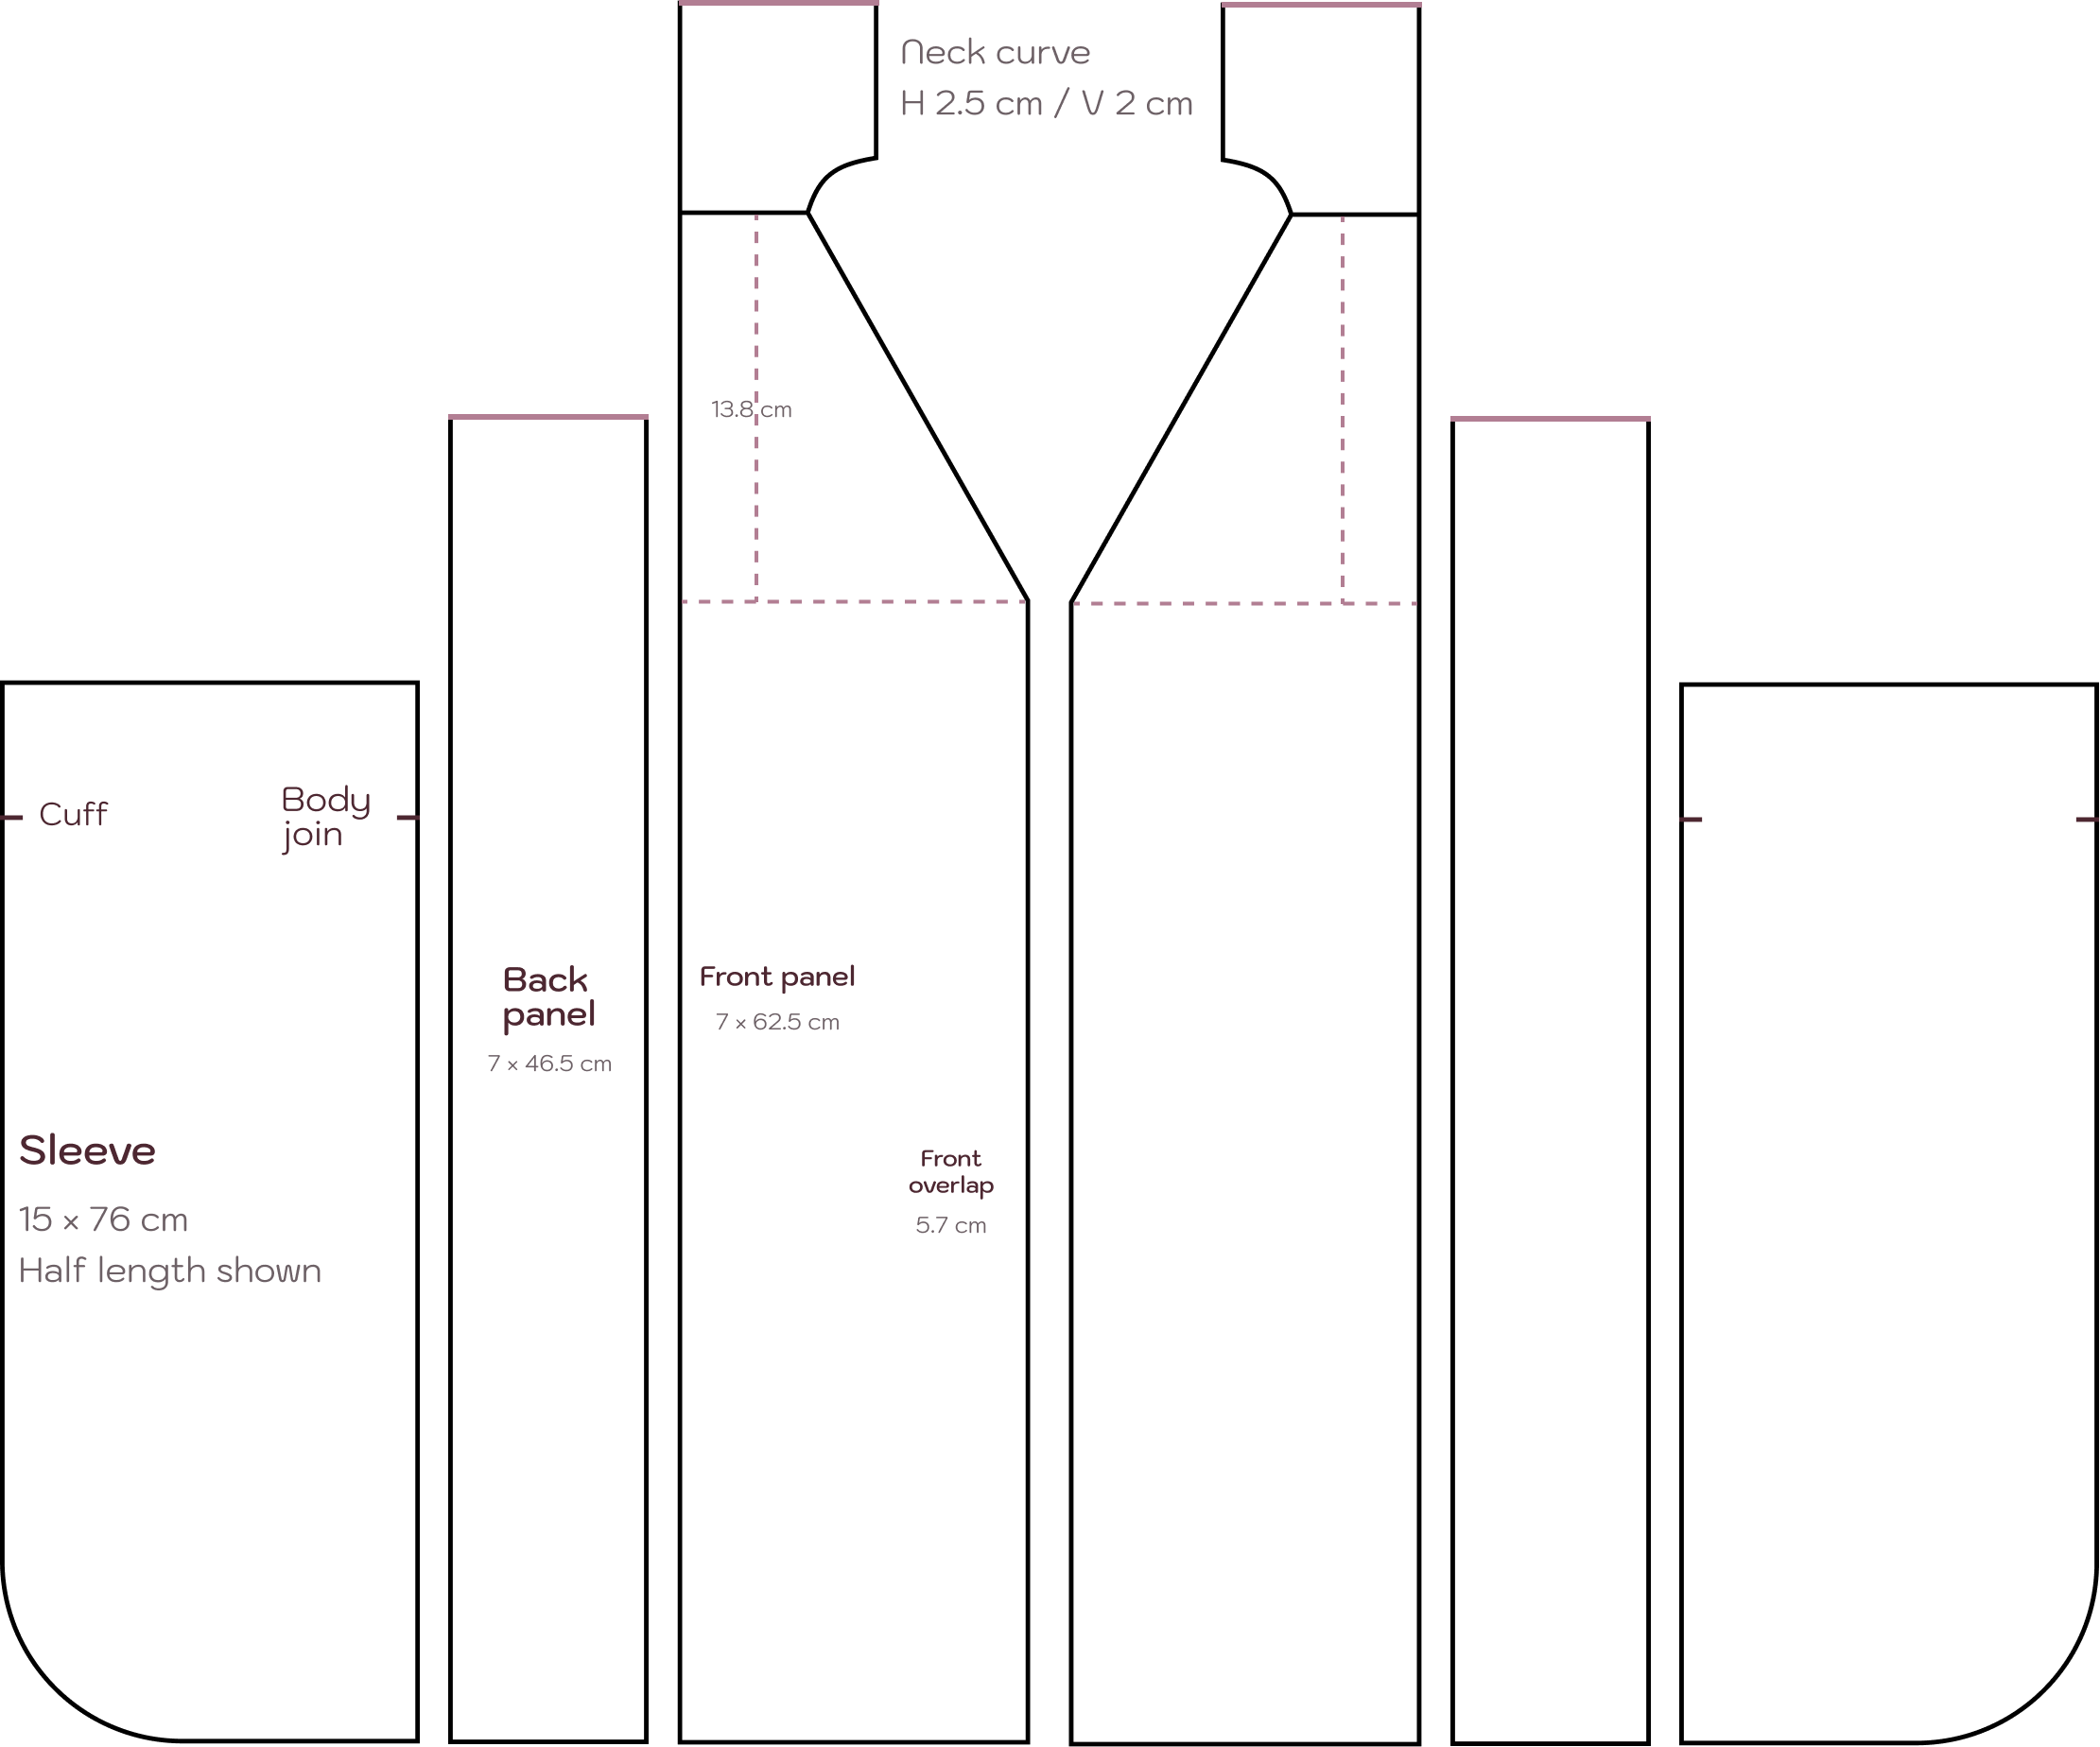 Neck curve
H 2.5 cm / V 2 cm
13.8 cm
Cuff
Body
join
Back
panel
7 × 46.5 cm
Front panel
7 × 62.5 cm
Sleeve
15 × 76 cm
Half length shown
Front
overlap
5.7 cm